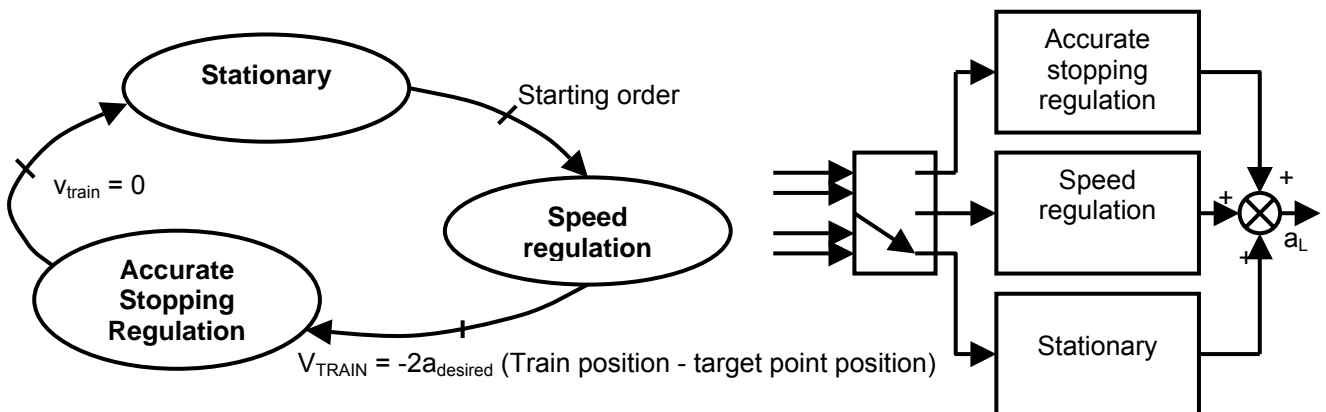 Stationary
Starting order
v_train = 0
Speed
regulation
Accurate
Stopping
Regulation
V_TRAIN = -2a_desired (Train position - target point position)
Accurate
stopping
regulation
Speed
regulation
Stationary
+
+
+
a_L